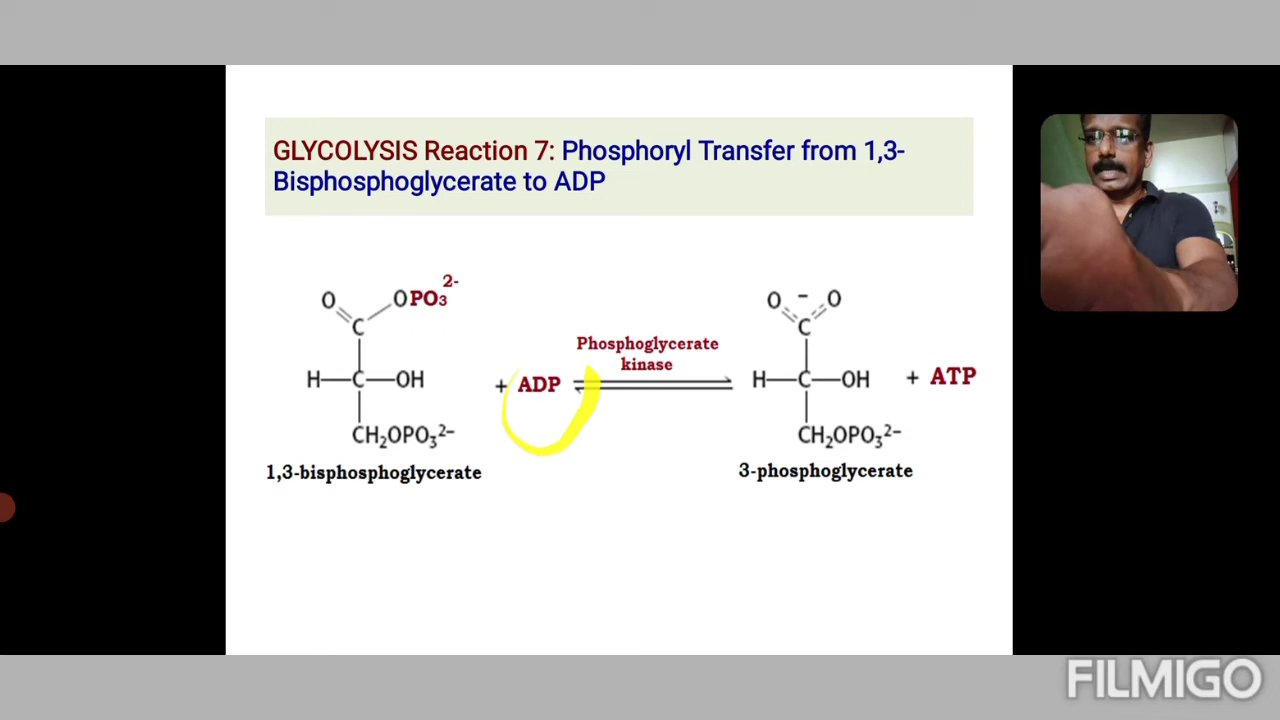 GLYCOLYSIS Reaction 7: Phosphoryl Transfer from 1,3-
Bisphosphoglycerate to ADP
O OPO3 2-
C
H—C—OH
CH2OPO3 2–
1,3-bisphosphoglycerate
+ ADP
Phosphoglycerate
kinase
O - O
C
H—C—OH
CH2OPO3 2–
3-phosphoglycerate
+ ATP
FILMIGO